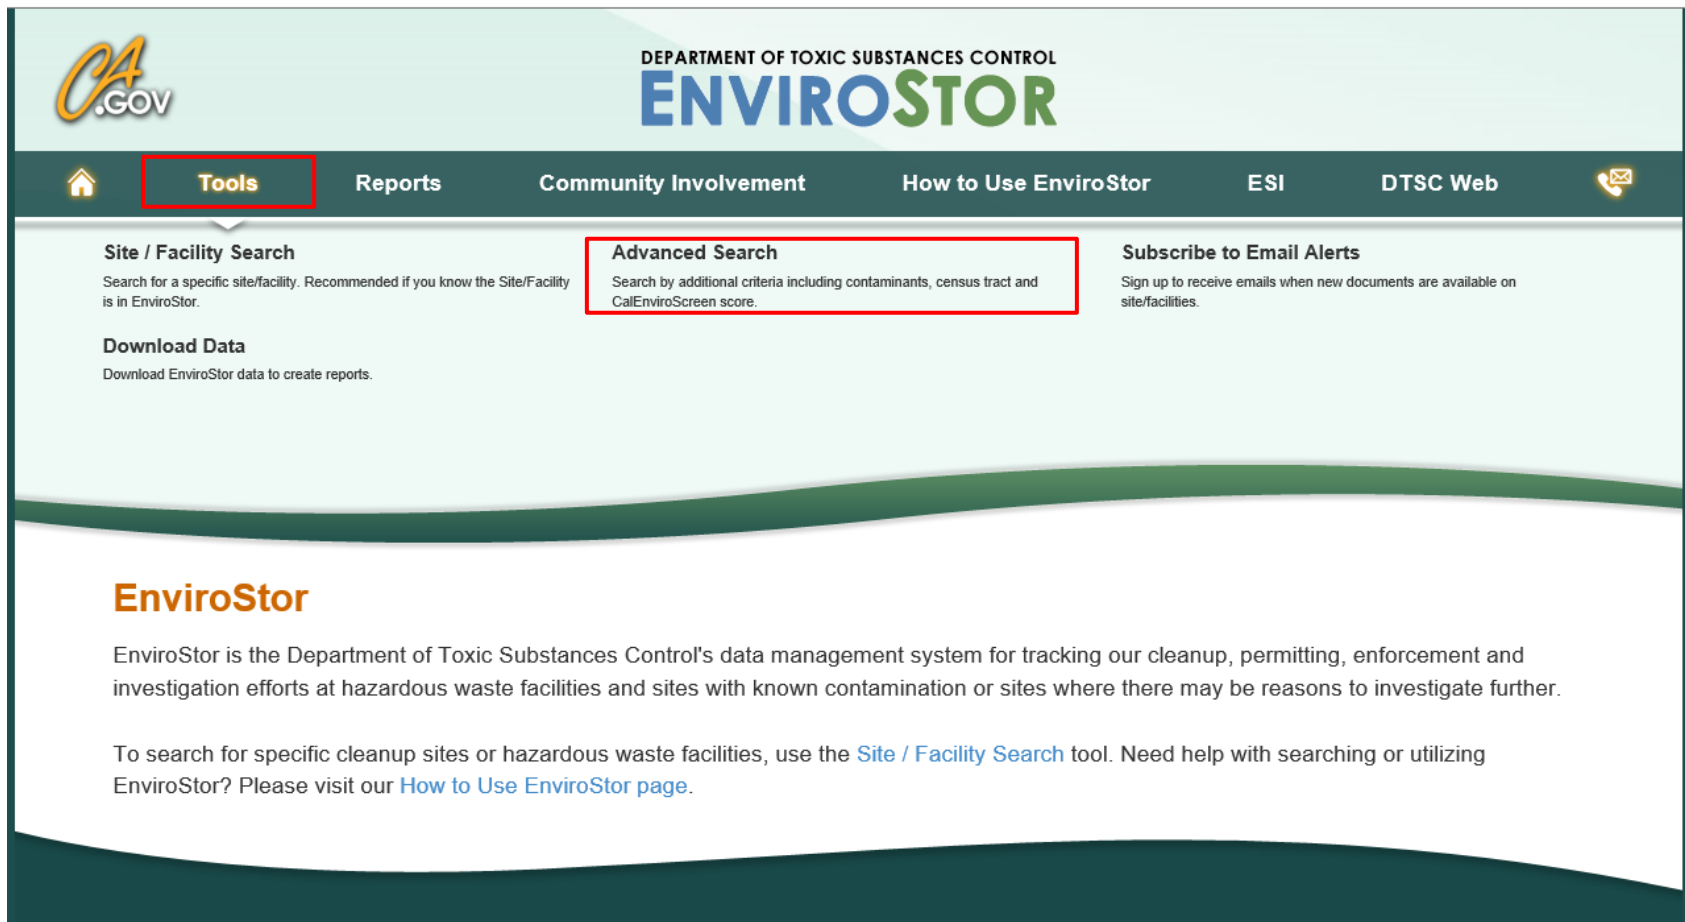 CA.GOV
DEPARTMENT OF TOXIC SUBSTANCES CONTROL
ENVIROSTOR
Tools Reports Community Involvement How to Use EnviroStor ESI DTSC Web
Site / Facility Search
Search for a specific site/facility. Recommended if you know the Site/Facility
is in EnviroStor.
Advanced Search
Search by additional criteria including contaminants, census tract and
CalEnviroScreen score.
Subscribe to Email Alerts
Sign up to receive emails when new documents are available on
site/facilities.
Download Data
Download EnviroStor data to create reports.
EnviroStor
EnviroStor is the Department of Toxic Substances Control's data management system for tracking our cleanup, permitting, enforcement and
investigation efforts at hazardous waste facilities and sites with known contamination or sites where there may be reasons to investigate further.
To search for specific cleanup sites or hazardous waste facilities, use the Site / Facility Search tool. Need help with searching or utilizing
EnviroStor? Please visit our How to Use EnviroStor page.